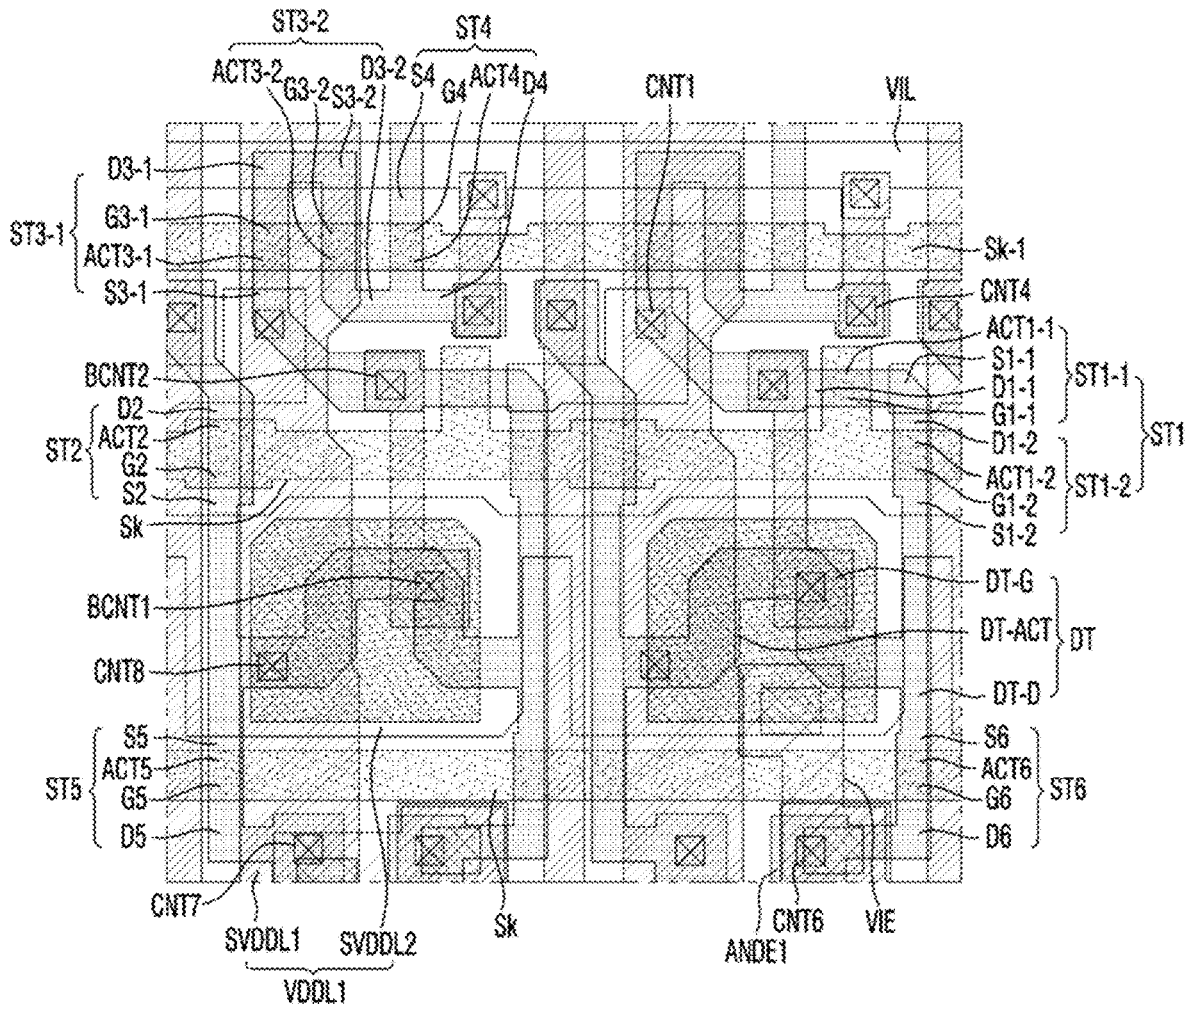 ST3-2
ST4
ACT3-2
G3-2
S3-2
D3-2
S4
G4
ACT4
D4
CNT1
VIL
D3-1
G3-1
ST3-1
ACT3-1
S3-1
Sk-1
CNT4
ACT1-1
S1-1
ST1-1
D1-1
G1-1
BCNT2
D2
ACT2
ST2
G2
S2
Sk
D1-2
ST1
ACT1-2
ST1-2
G1-2
S1-2
BCNT1
CNT8
DT-G
DT-ACT
DT
DT-D
S5
ACT5
ST5
G5
D5
S6
ACT6
ST6
G6
D6
CNT7
SVDDL1
SVDDL2
VDDL1
Sk
ANDE1
CNT6
VIE